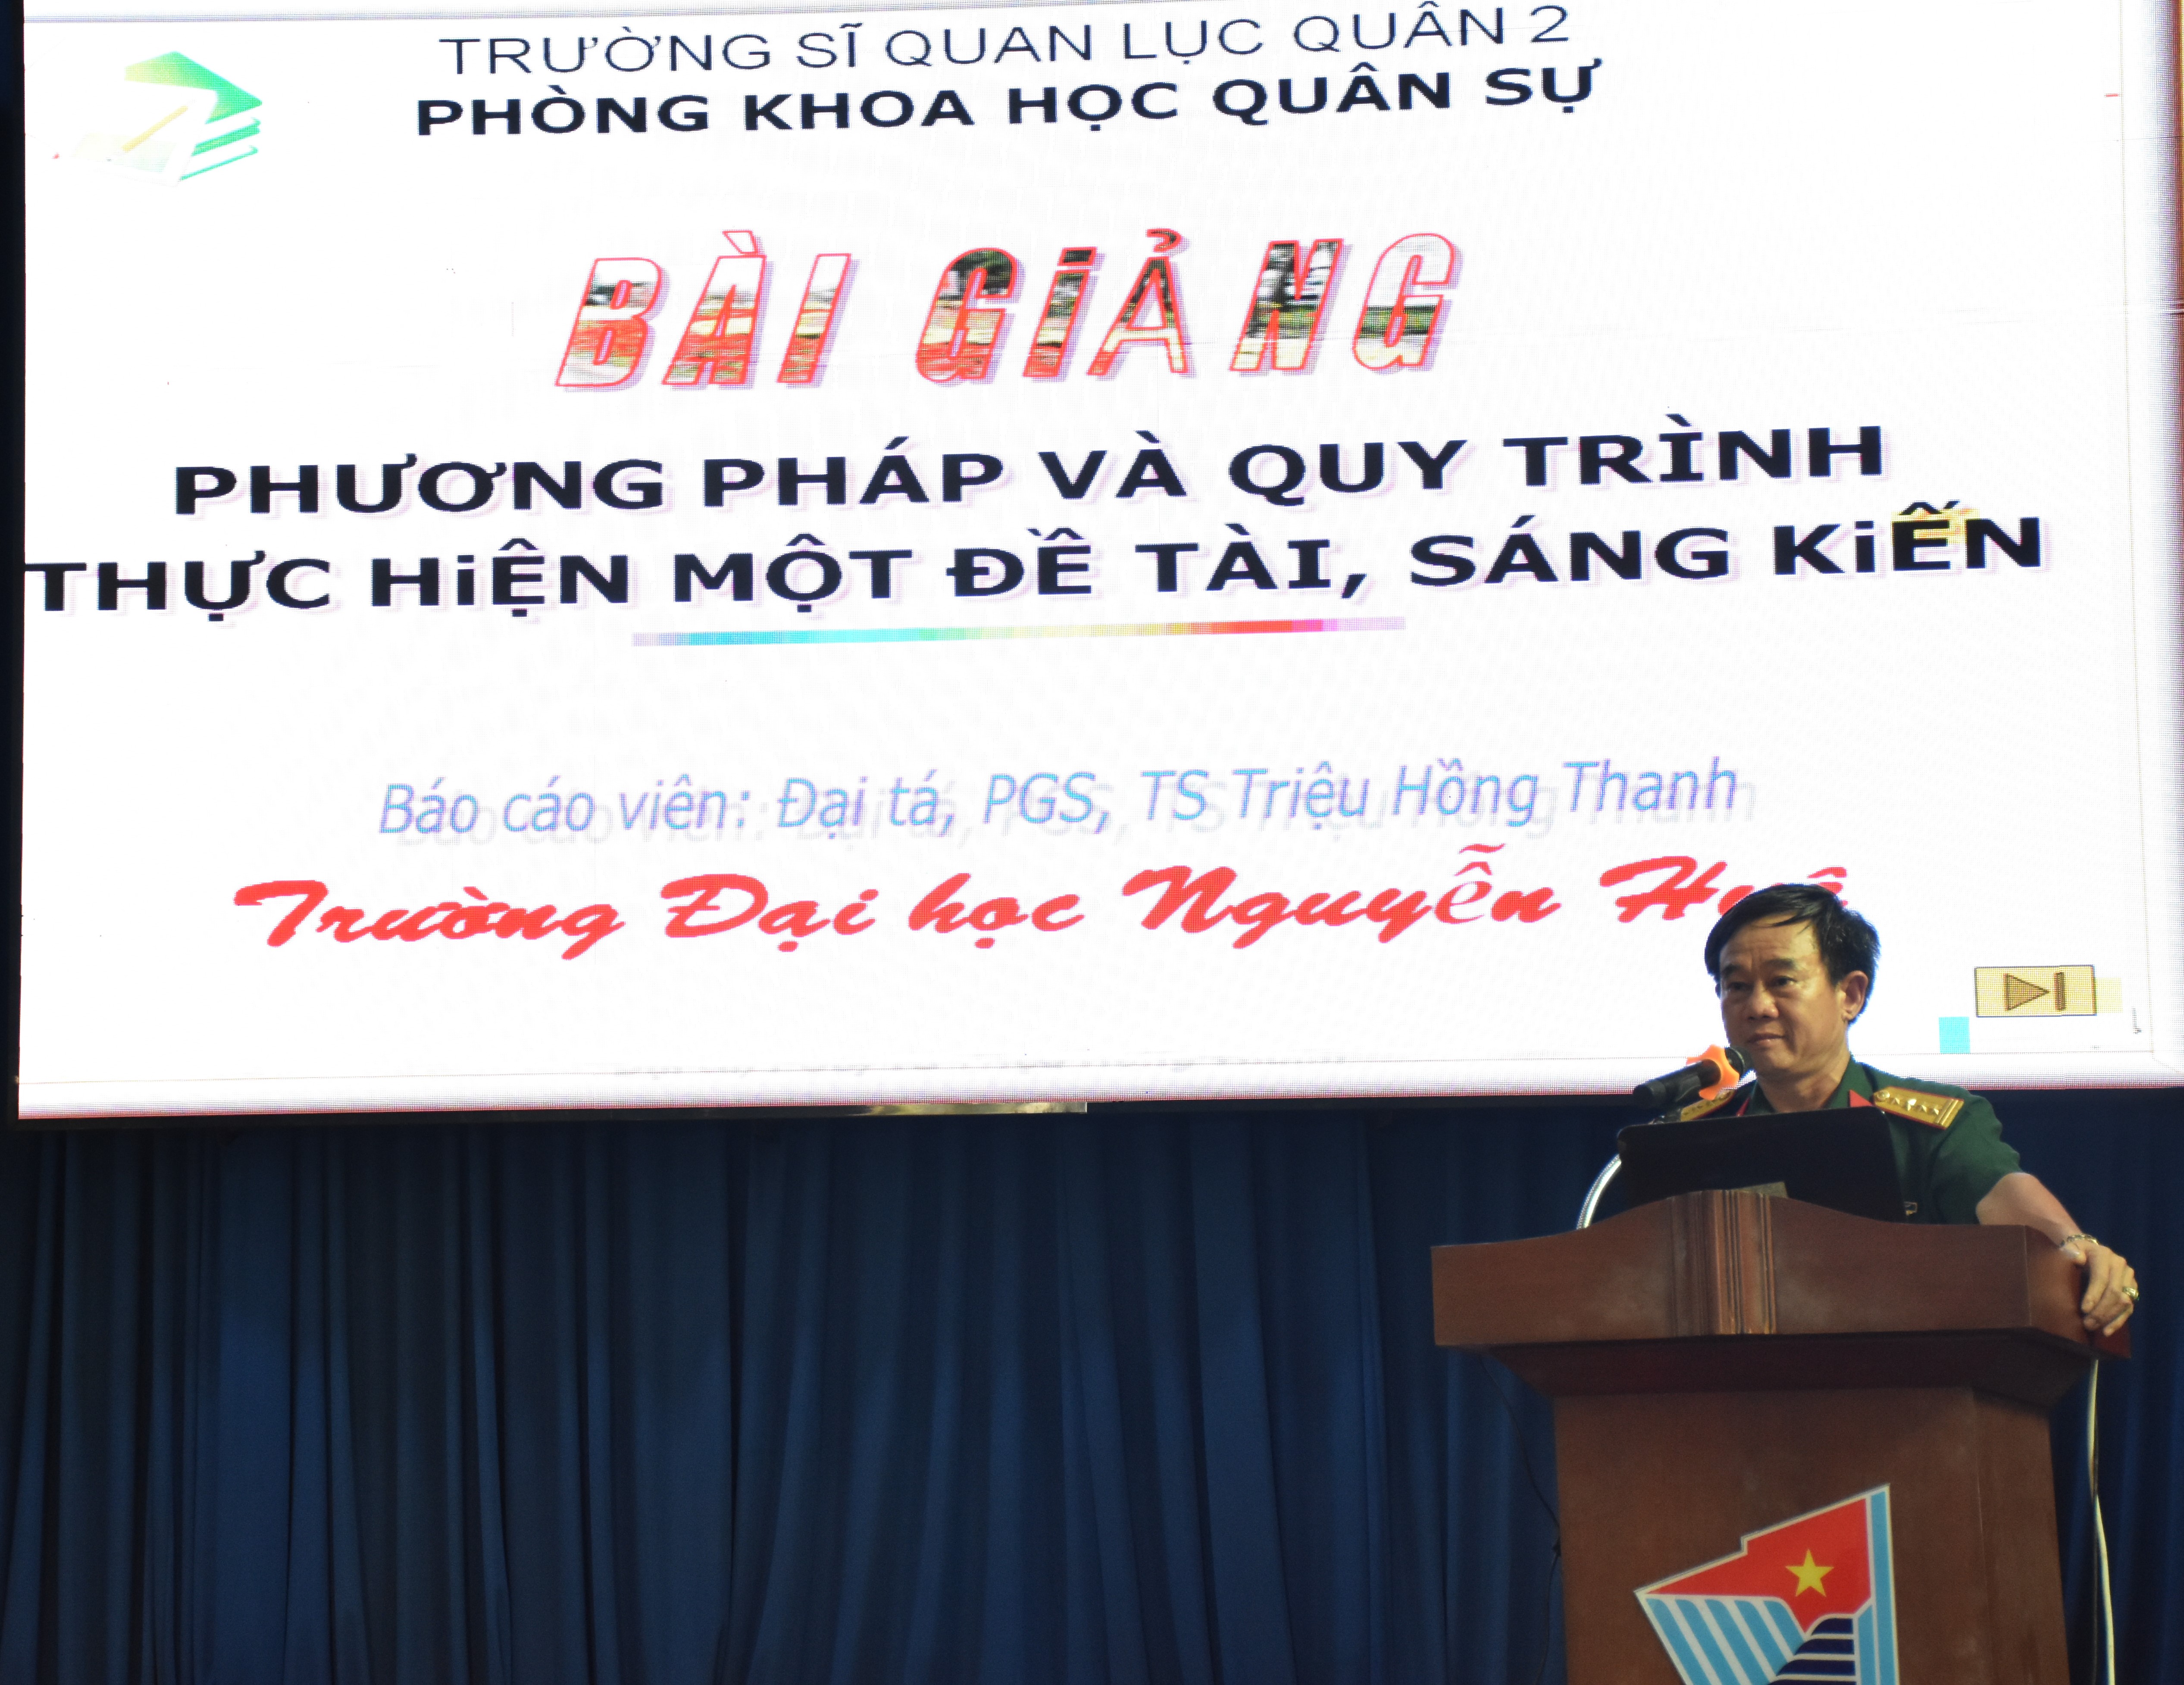 TRƯỜNG SĨ QUAN LỤC QUÂN 2
PHÒNG KHOA HỌC QUÂN SỰ
BÀI GiẢNG
PHƯƠNG PHÁP VÀ QUY TRÌNH
THỰC HiỆN MỘT ĐỀ TÀI, SÁNG KiẾN
Báo cáo viên: Đại tá, PGS, TS Triệu Hồng Thanh
Trường Đại học Nguyễn Huệ